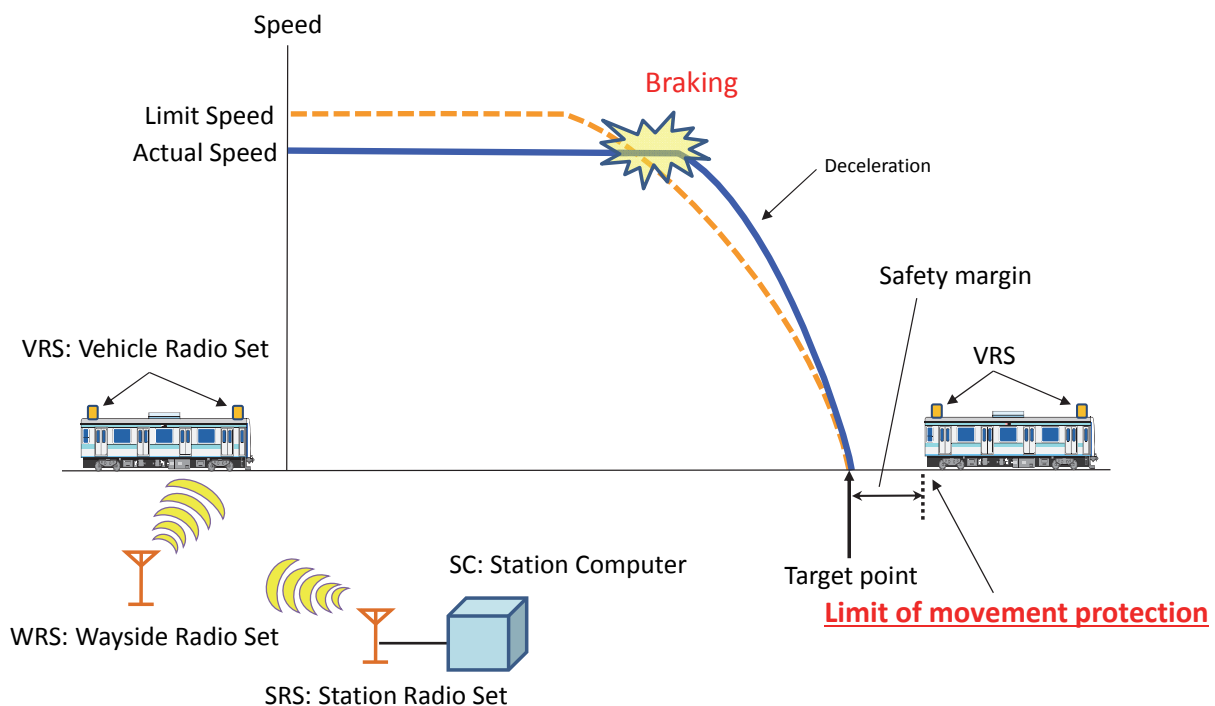 Speed
Braking
Limit Speed
Actual Speed
Deceleration
Safety margin
VRS: Vehicle Radio Set
VRS
SC: Station Computer
Target point
Limit of movement protection
WRS: Wayside Radio Set
SRS: Station Radio Set